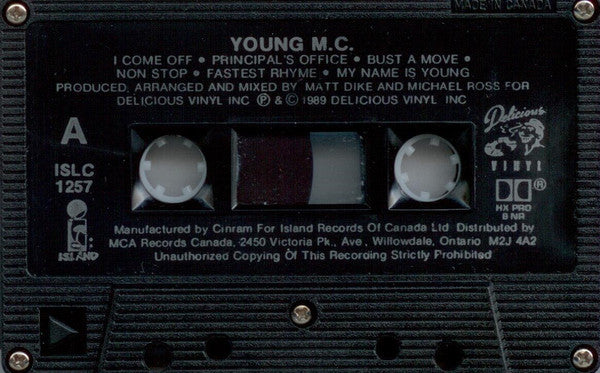 MADE IN CANADA
YOUNG M.C.
I COME OFF • PRINCIPAL'S OFFICE • BUST A MOVE •
NON STOP • FASTEST RHYME • MY NAME IS YOUNG
PRODUCED, ARRANGED AND MIXED BY MATT DIKE AND MICHAEL ROSS FOR
DELICIOUS VINYL INC ℗ & © 1989 DELICIOUS VINYL INC
A
ISLC
1257
ISLAND
Delicious
VINYL
®
HX PRO
B NR
Manufactured by Cinram For Island Records Of Canada Ltd Distributed by
MCA Records Canada, 2450 Victoria Pk., Ave., Willowdale, Ontario M2J 4A2
Unauthorized Copying Of This Recording Strictly Prohibited